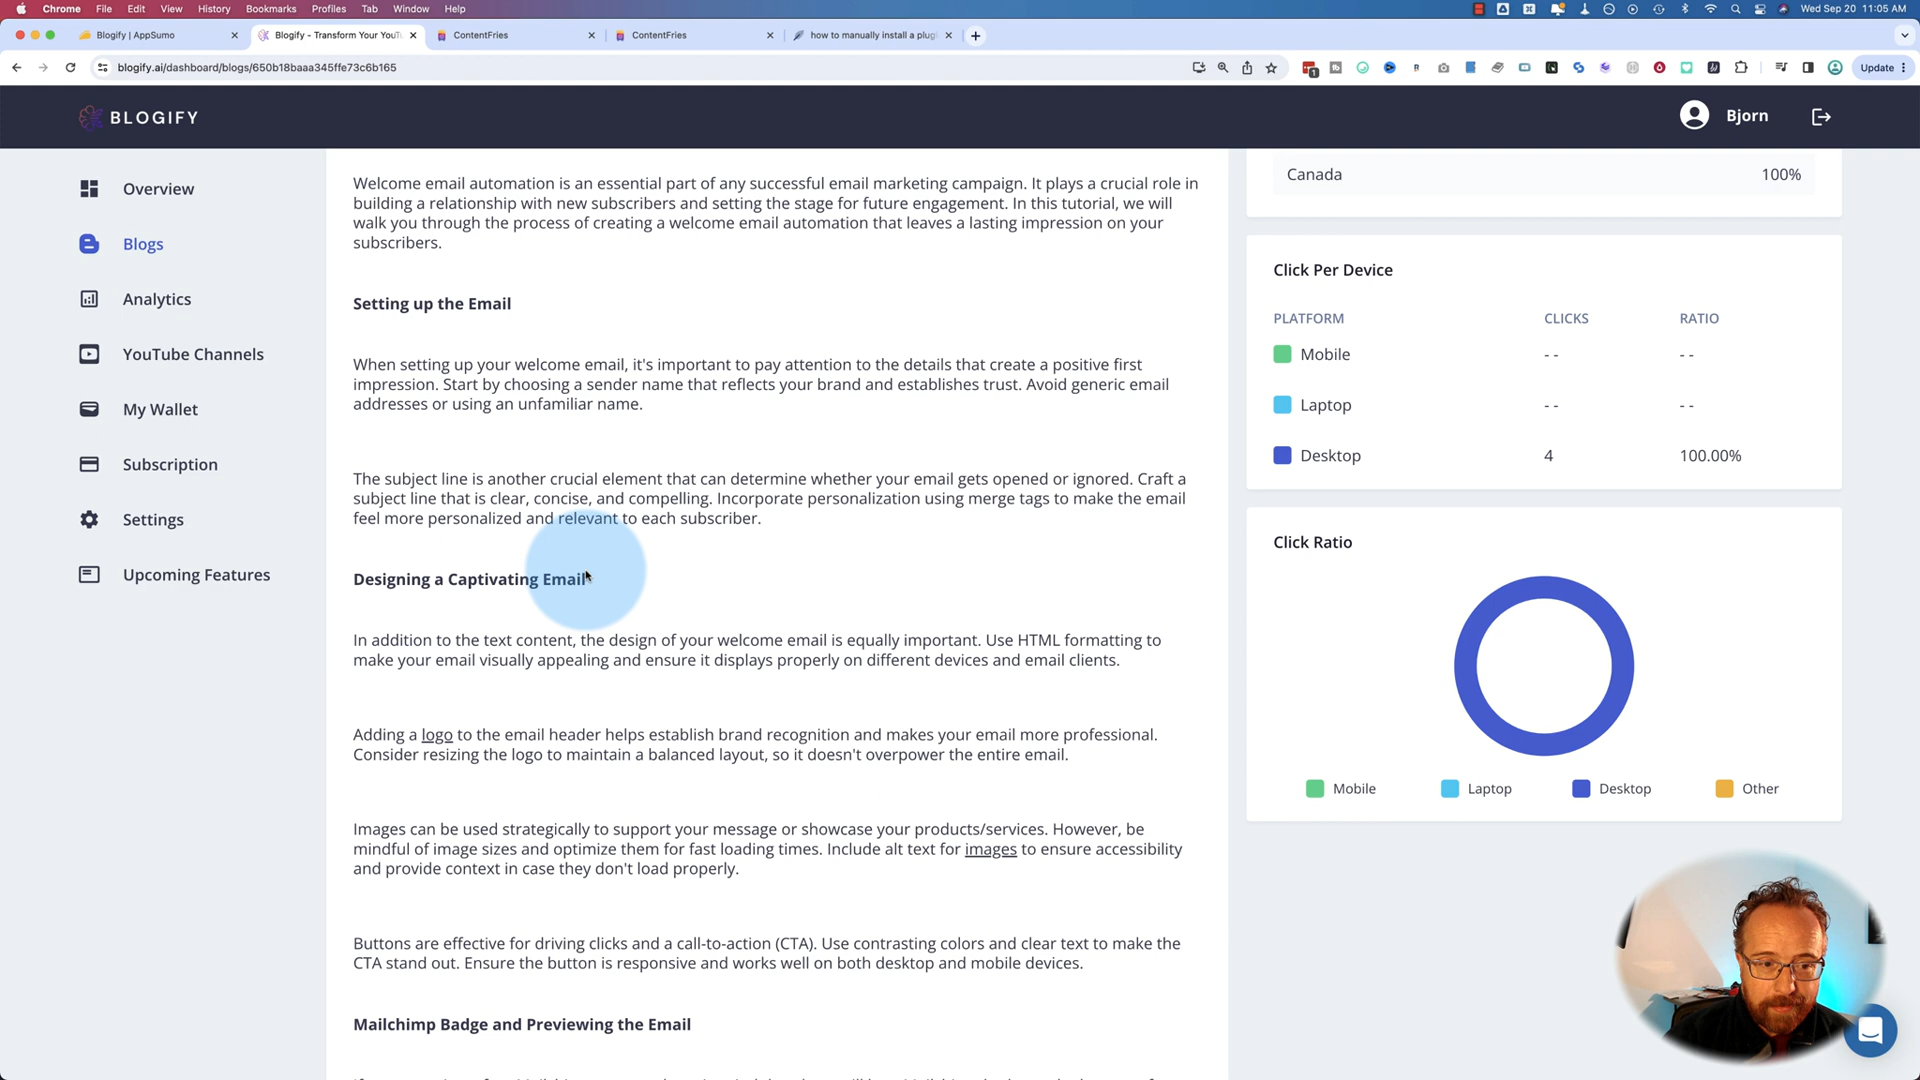 Chrome File Edit View History Bookmarks Profiles Tab Window Help
Wed Sep 20 11:05 AM
Blogify | AppSumo
Blogify - Transform Your YouT
ContentFries
ContentFries
how to manually install a plug
blogify.ai/dashboard/blogs/650b18baaa345ffe73c6b165
Update
BLOGIFY
Bjorn
Overview
Blogs
Analytics
YouTube Channels
My Wallet
Subscription
Settings
Upcoming Features
Welcome email automation is an essential part of any successful email marketing campaign. It plays a crucial role in
building a relationship with new subscribers and setting the stage for future engagement. In this tutorial, we will
walk you through the process of creating a welcome email automation that leaves a lasting impression on your
subscribers.
Setting up the Email
When setting up your welcome email, it's important to pay attention to the details that create a positive first
impression. Start by choosing a sender name that reflects your brand and establishes trust. Avoid generic email
addresses or using an unfamiliar name.
The subject line is another crucial element that can determine whether your email gets opened or ignored. Craft a
subject line that is clear, concise, and compelling. Incorporate personalization using merge tags to make the email
feel more personalized and relevant to each subscriber.
Designing a Captivating Email
In addition to the text content, the design of your welcome email is equally important. Use HTML formatting to
make your email visually appealing and ensure it displays properly on different devices and email clients.
Adding a logo to the email header helps establish brand recognition and makes your email more professional.
Consider resizing the logo to maintain a balanced layout, so it doesn't overpower the entire email.
Images can be used strategically to support your message or showcase your products/services. However, be
mindful of image sizes and optimize them for fast loading times. Include alt text for images to ensure accessibility
and provide context in case they don't load properly.
Buttons are effective for driving clicks and a call-to-action (CTA). Use contrasting colors and clear text to make the
CTA stand out. Ensure the button is responsive and works well on both desktop and mobile devices.
Mailchimp Badge and Previewing the Email
Canada 100%
Click Per Device
PLATFORM CLICKS RATIO
Mobile -- --
Laptop -- --
Desktop 4 100.00%
Click Ratio
Mobile Laptop Desktop Other